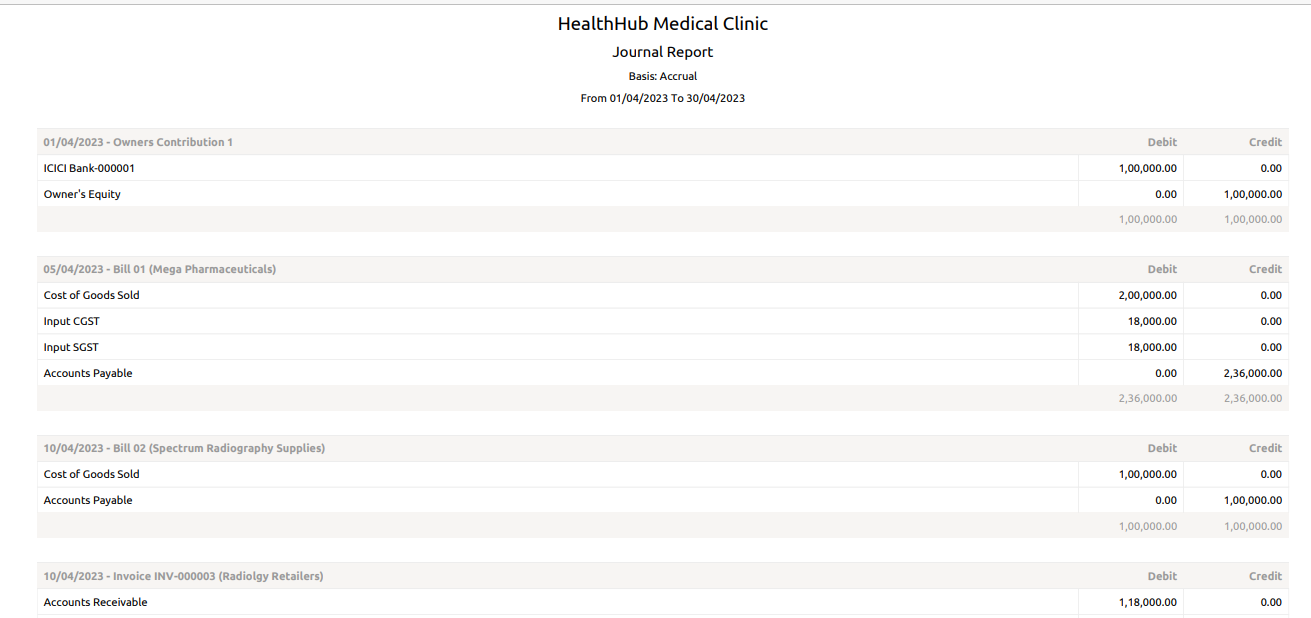 HealthHub Medical Clinic
Journal Report
Basis: Accrual
From 01/04/2023 To 30/04/2023
01/04/2023 - Owners Contribution 1 Debit Credit
ICICI Bank-000001 1,00,000.00 0.00
Owner's Equity 0.00 1,00,000.00
1,00,000.00 1,00,000.00
05/04/2023 - Bill 01 (Mega Pharmaceuticals) Debit Credit
Cost of Goods Sold 2,00,000.00 0.00
Input CGST 18,000.00 0.00
Input SGST 18,000.00 0.00
Accounts Payable 0.00 2,36,000.00
2,36,000.00 2,36,000.00
10/04/2023 - Bill 02 (Spectrum Radiography Supplies) Debit Credit
Cost of Goods Sold 1,00,000.00 0.00
Accounts Payable 0.00 1,00,000.00
1,00,000.00 1,00,000.00
10/04/2023 - Invoice INV-000003 (Radiolgy Retailers) Debit Credit
Accounts Receivable 1,18,000.00 0.00